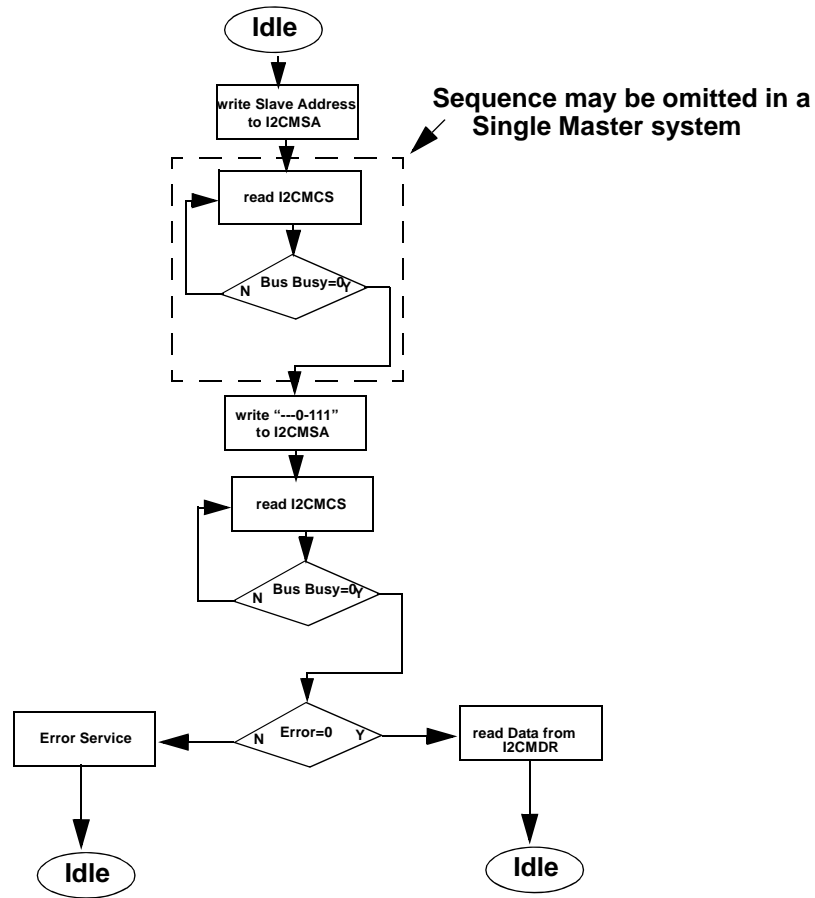 Idle
write Slave Address
to I2CMSA
Sequence may be omitted in a
Single Master system
read I2CMCS
Bus Busy=0
N
Y
write “---0-111”
to I2CMSA
read I2CMCS
Bus Busy=0
N
Y
Error Service
N
Error=0
Y
read Data from
I2CMDR
Idle
Idle